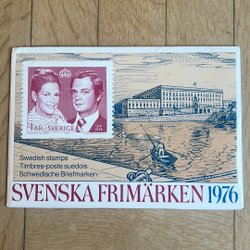 1 KR SVERIGE
Swedish stamps
Timbres-poste suédois
Schwedische Briefmarken
SVENSKA FRIMÄRKEN 1976